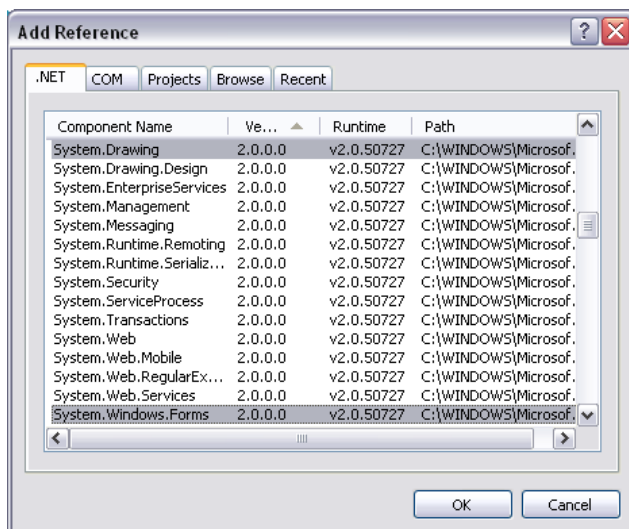 Add Reference
.NET COM Projects Browse Recent
Component Name Ve... Runtime Path
System.Drawing 2.0.0.0 v2.0.50727 C:\WINDOWS\Microsof.
System.Drawing.Design 2.0.0.0 v2.0.50727 C:\WINDOWS\Microsof.
System.EnterpriseServices 2.0.0.0 v2.0.50727 C:\WINDOWS\Microsof.
System.Management 2.0.0.0 v2.0.50727 C:\WINDOWS\Microsof.
System.Messaging 2.0.0.0 v2.0.50727 C:\WINDOWS\Microsof.
System.Runtime.Remoting 2.0.0.0 v2.0.50727 C:\WINDOWS\Microsof.
System.Runtime.Serializ... 2.0.0.0 v2.0.50727 C:\WINDOWS\Microsof.
System.Security 2.0.0.0 v2.0.50727 C:\WINDOWS\Microsof.
System.ServiceProcess 2.0.0.0 v2.0.50727 C:\WINDOWS\Microsof.
System.Transactions 2.0.0.0 v2.0.50727 C:\WINDOWS\Microsof.
System.Web 2.0.0.0 v2.0.50727 C:\WINDOWS\Microsof.
System.Web.Mobile 2.0.0.0 v2.0.50727 C:\WINDOWS\Microsof.
System.Web.RegularEx... 2.0.0.0 v2.0.50727 C:\WINDOWS\Microsof.
System.Web.Services 2.0.0.0 v2.0.50727 C:\WINDOWS\Microsof.
System.Windows.Forms 2.0.0.0 v2.0.50727 C:\WINDOWS\Microsof.
OK Cancel